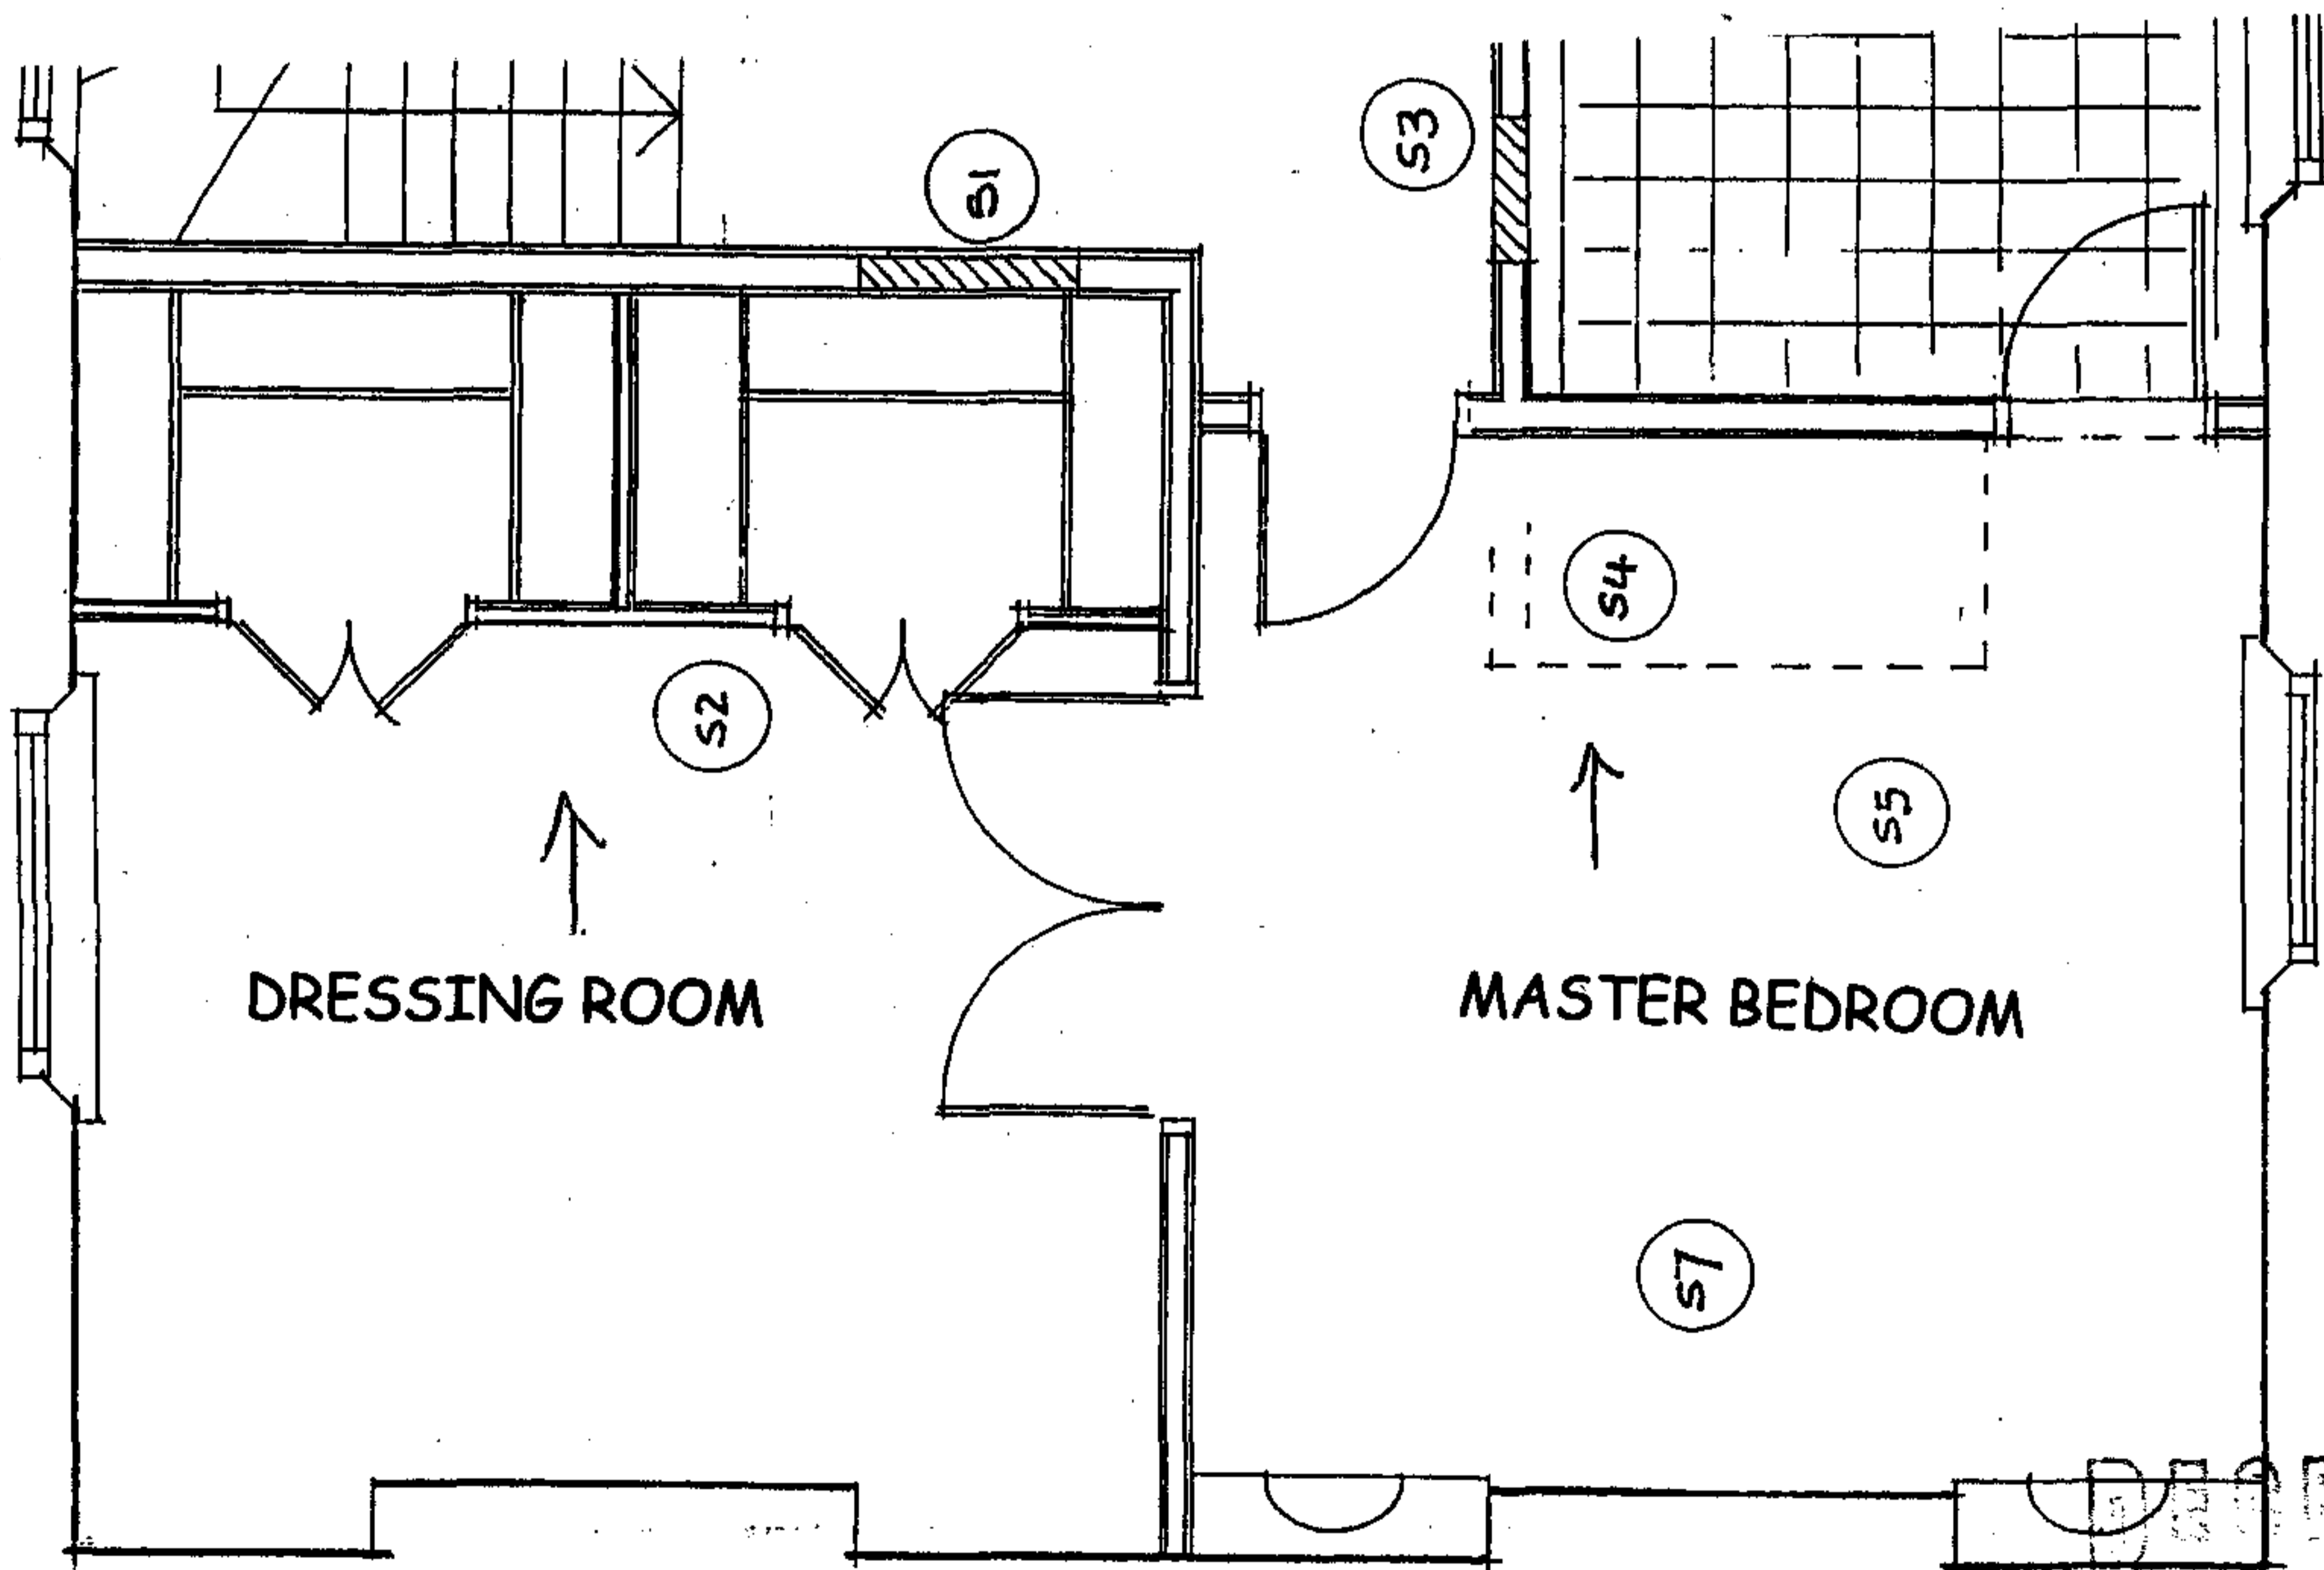 S1
S3
S4
S2
S5
DRESSING ROOM
MASTER BEDROOM
S7